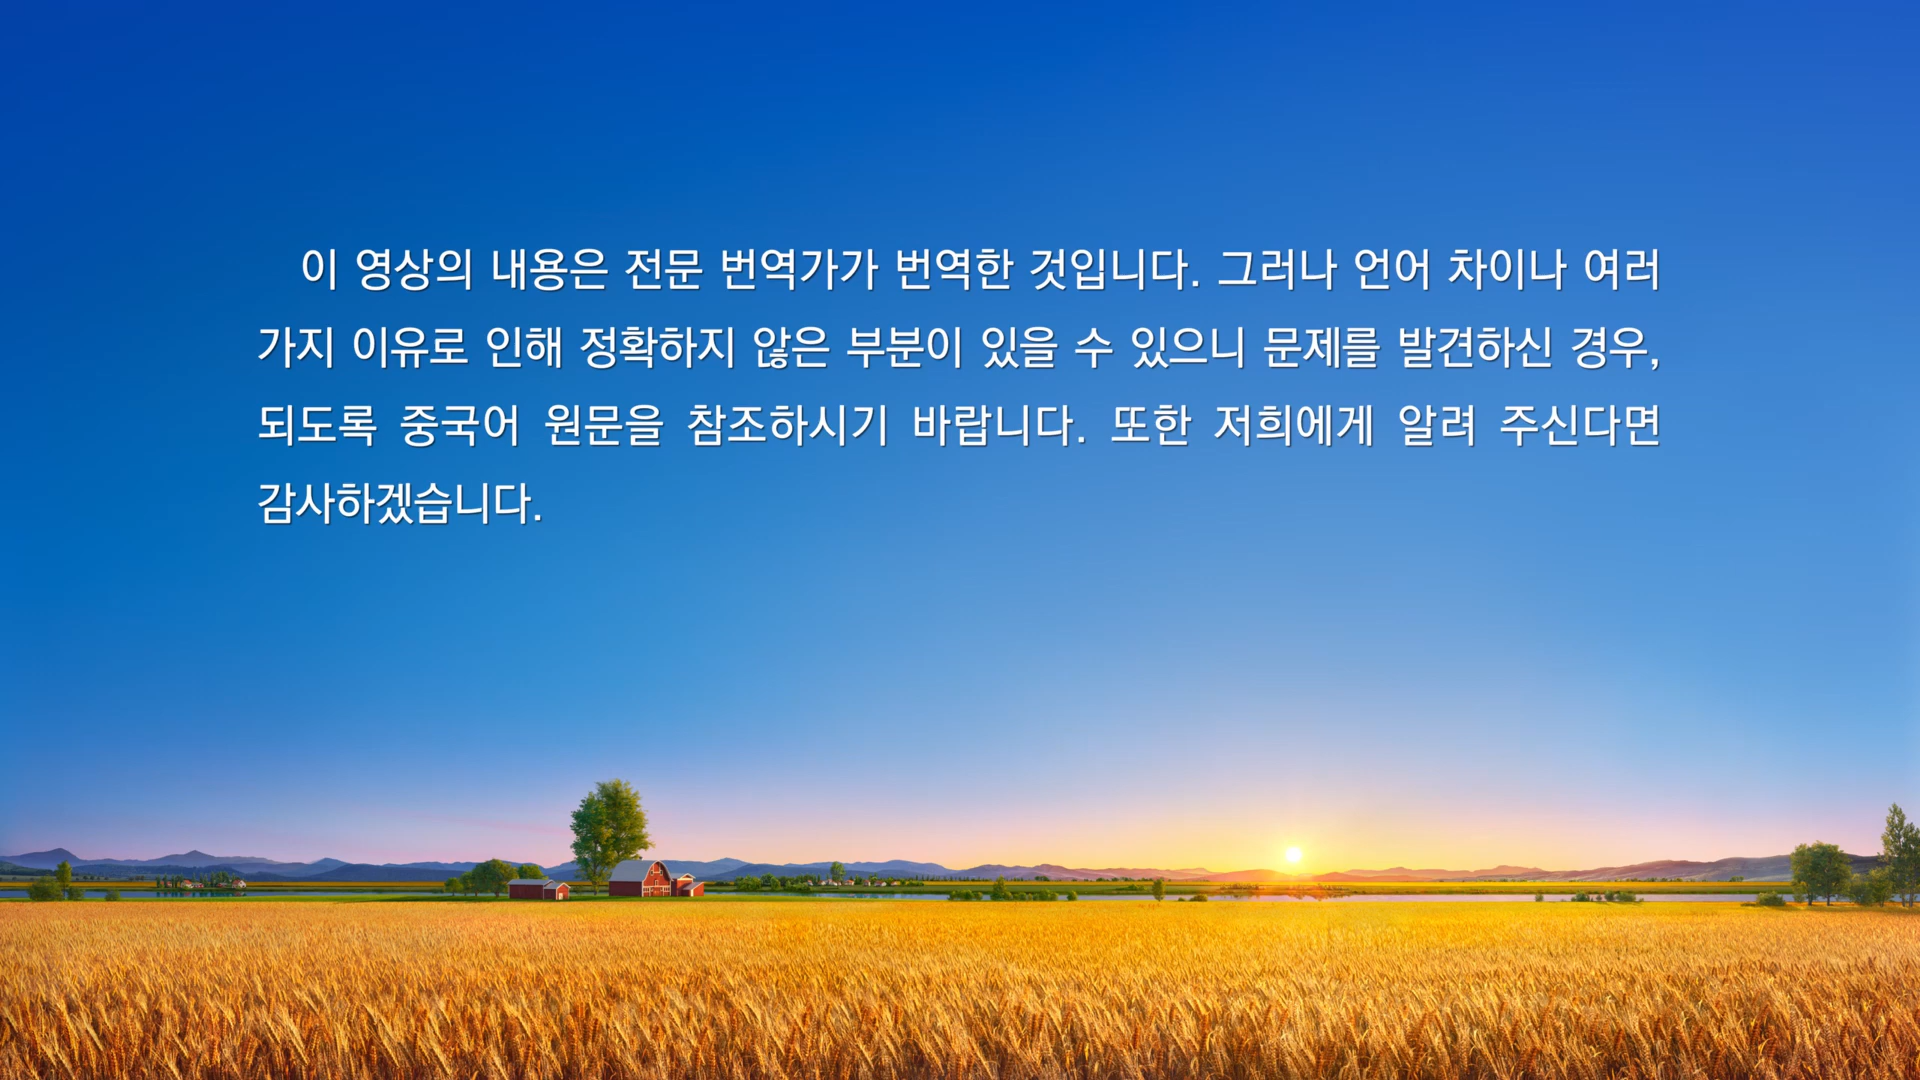 이 영상의 내용은 전문 번역가가 번역한 것입니다. 그러나 언어 차이나 여러
가지 이유로 인해 정확하지 않은 부분이 있을 수 있으니 문제를 발견하신 경우,
되도록 중국어 원문을 참조하시기 바랍니다. 또한 저희에게 알려 주신다면
감사하겠습니다.